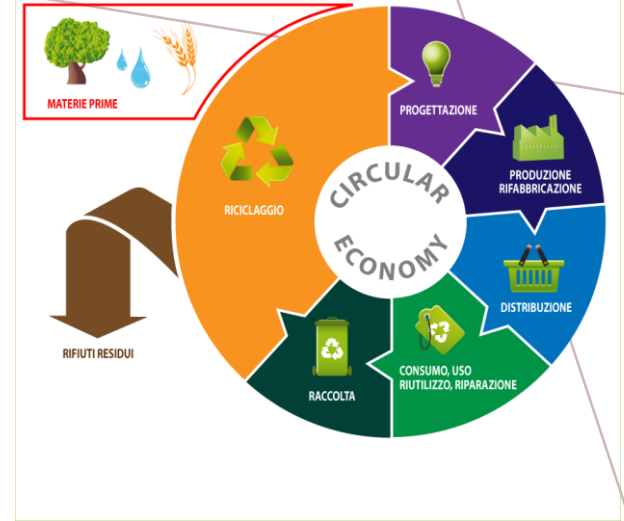 MATERIE PRIME
PROGETTAZIONE
PRODUZIONE
RIFABBRICAZIONE
RICICLAGGIO
CIRCULAR
ECONOMY
DISTRIBUZIONE
RIFIUTI RESIDUI
CONSUMO, USO
RIUTILIZZO, RIPARAZIONE
RACCOLTA